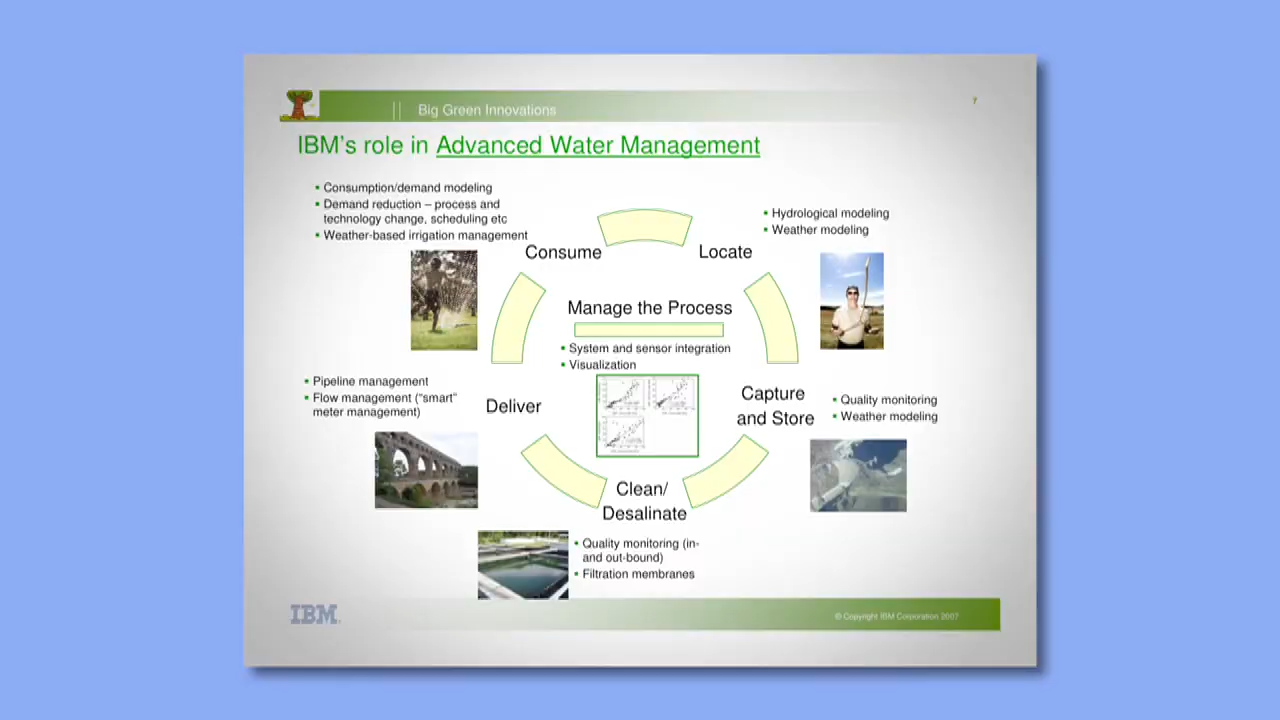 7
Big Green Innovations
IBM's role in Advanced Water Management
▪ Consumption/demand modeling
▪ Demand reduction – process and
technology change, scheduling etc
▪ Weather-based irrigation management
▪ Hydrological modeling
▪ Weather modeling
Consume
Locate
Manage the Process
▪ System and sensor integration
▪ Visualization
▪ Pipeline management
▪ Flow management ("smart"
meter management)
Deliver
Capture
and Store
▪ Quality monitoring
▪ Weather modeling
Clean/
Desalinate
▪ Quality monitoring (in-
and out-bound)
▪ Filtration membranes
IBM.
© Copyright IBM Corporation 2007